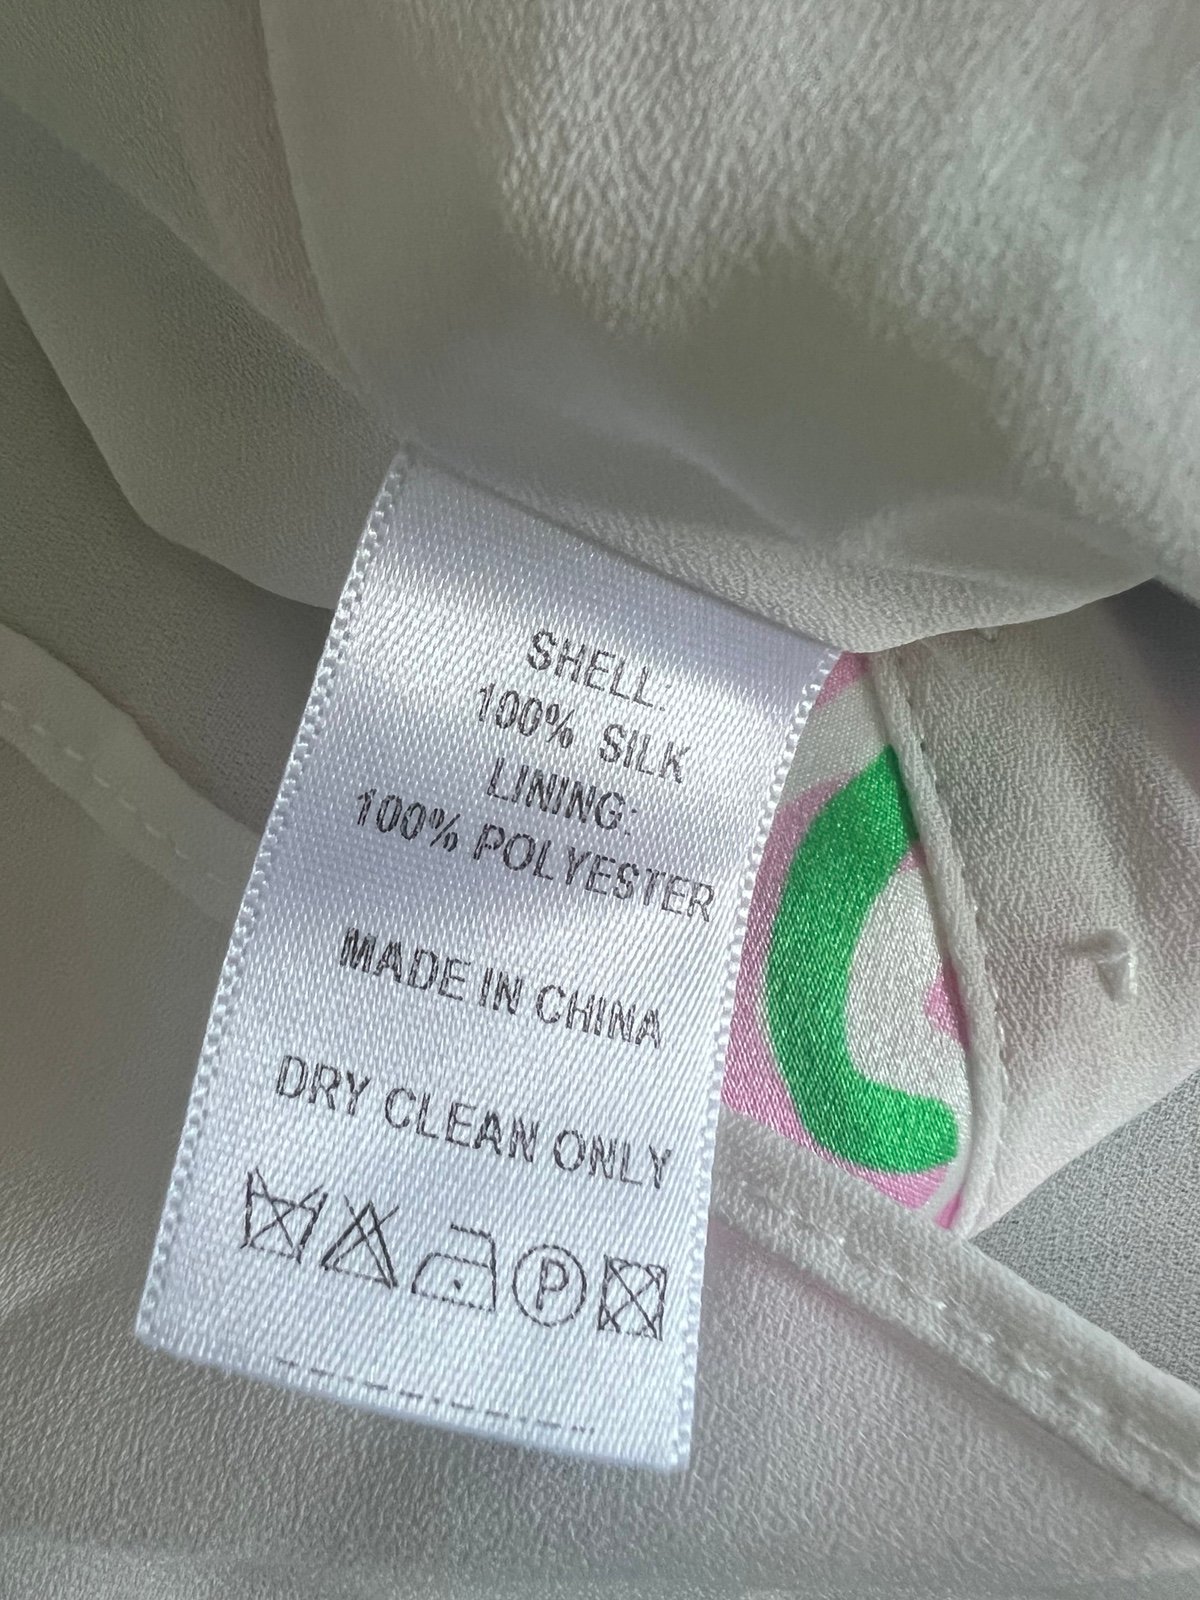 SHELL:
100% SILK
LINING:
100% POLYESTER
MADE IN CHINA
DRY CLEAN ONLY
P